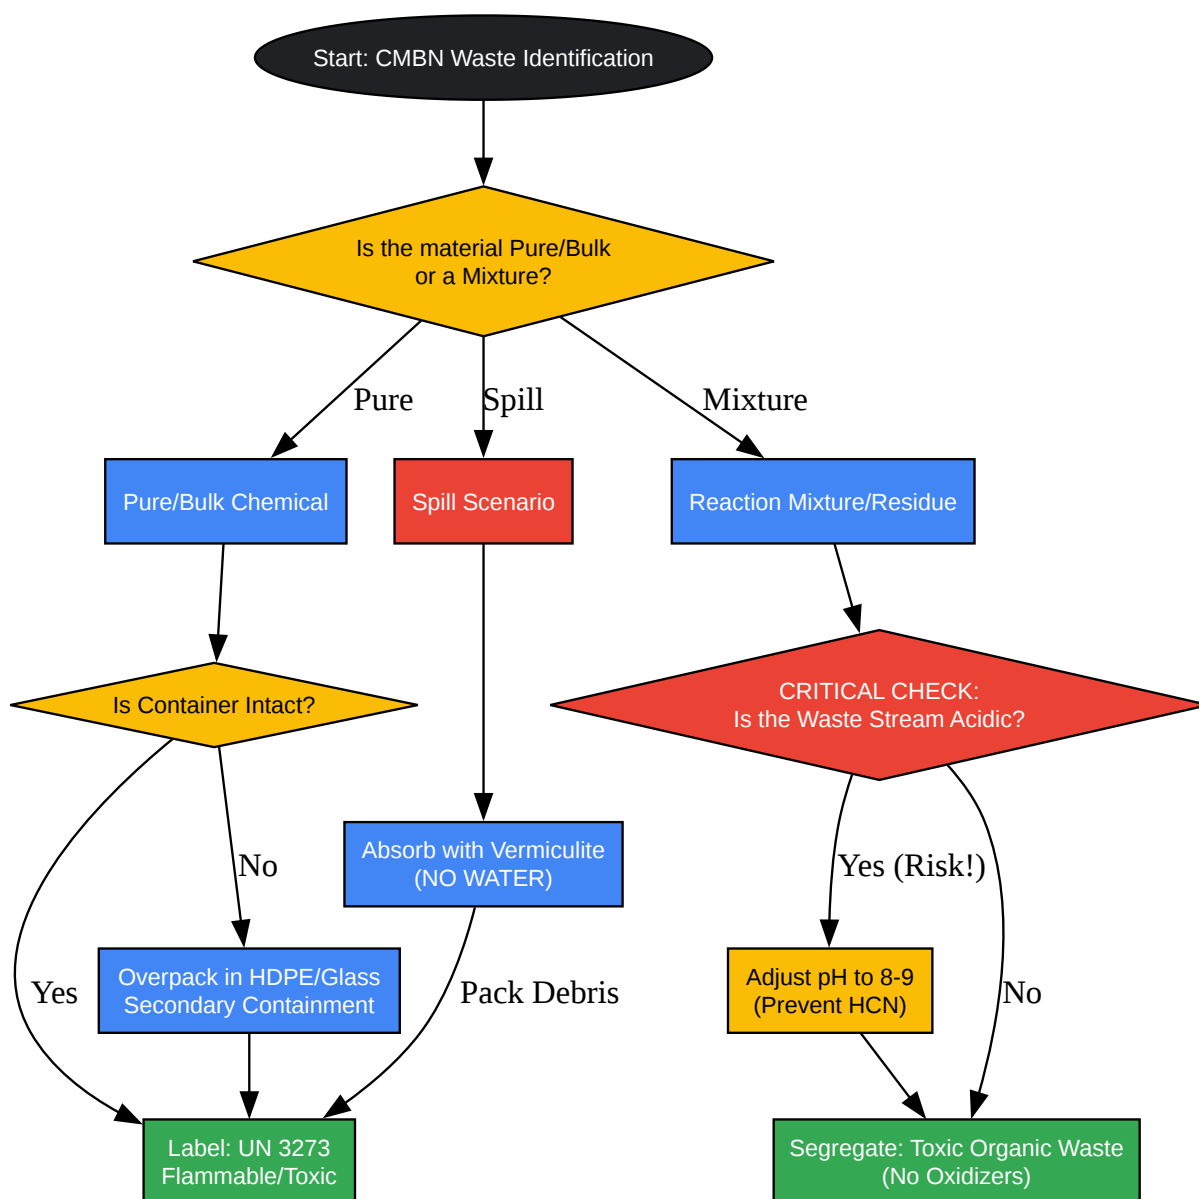 Start: CMBN Waste Identification
Is the material Pure/Bulk
or a Mixture?
Pure
Spill
Mixture
Pure/Bulk Chemical
Spill Scenario
Reaction Mixture/Residue
Is Container Intact?
CRITICAL CHECK:
Is the Waste Stream Acidic?
Absorb with Vermiculite
(NO WATER)
No
Yes (Risk!)
Overpack in HDPE/Glass
Secondary Containment
Adjust pH to 8-9
(Prevent HCN)
Yes
Pack Debris
No
Label: UN 3273
Flammable/Toxic
Segregate: Toxic Organic Waste
(No Oxidizers)